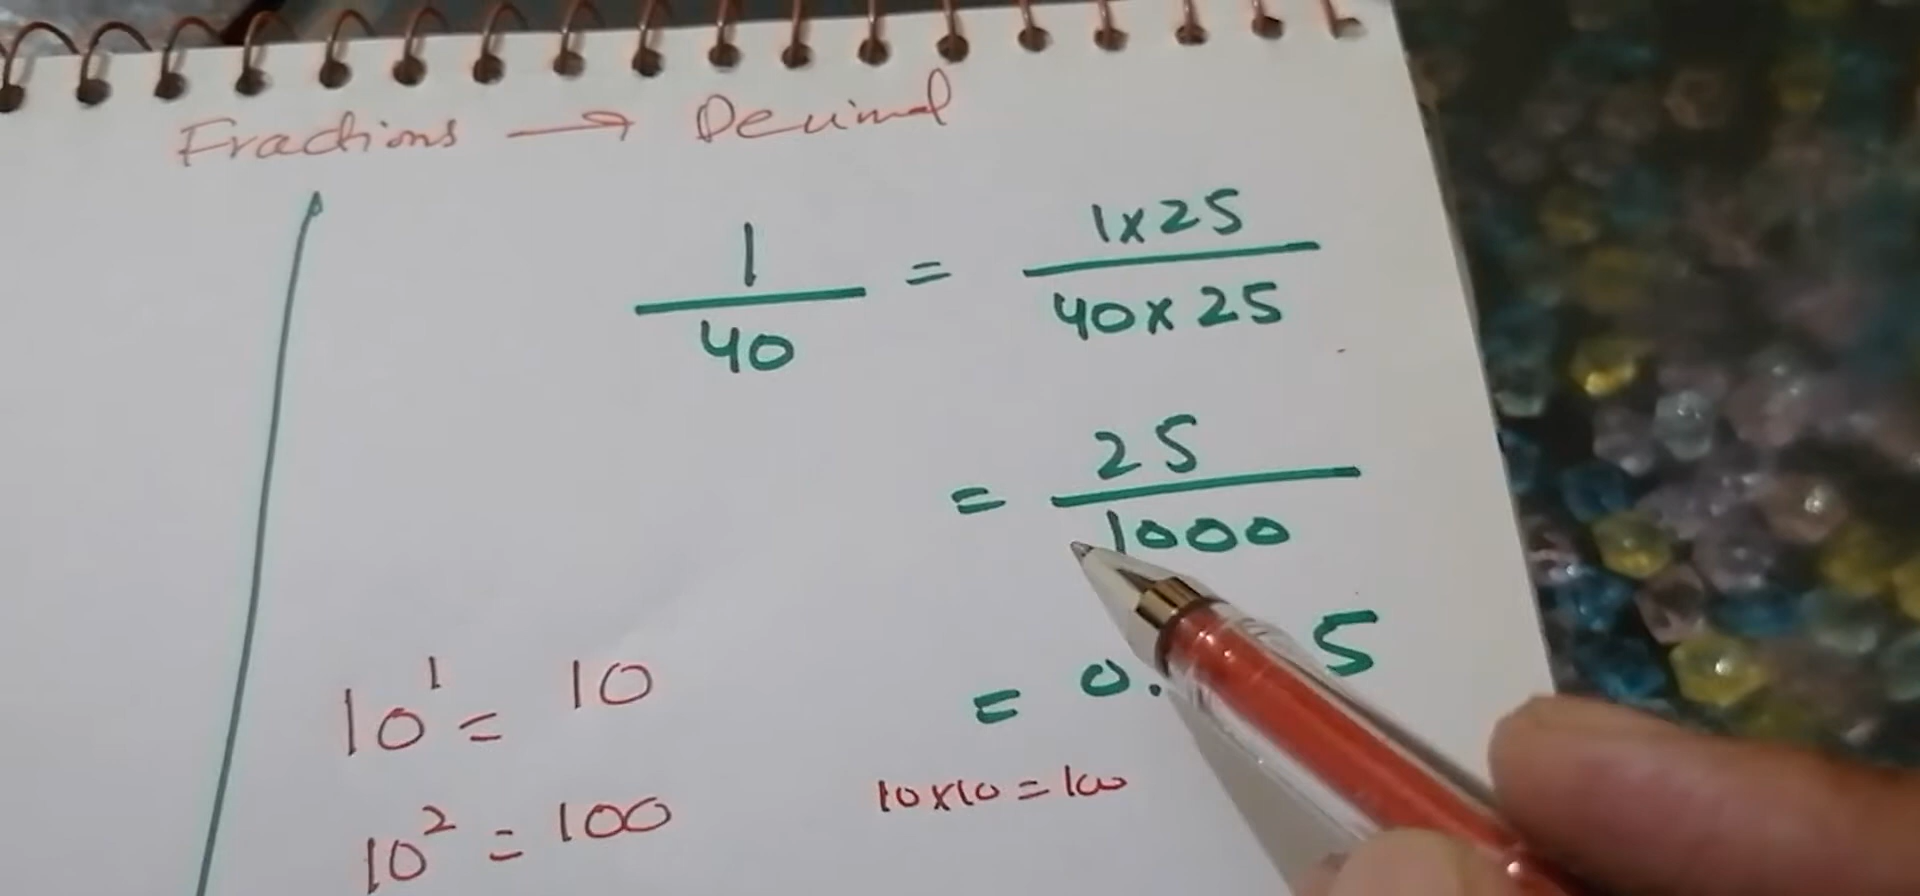 Fractions → Decimal
1/40 = 1x25/40x25
= 25/1000
= 0. 5
10¹ = 10
10x10 = 100
10² = 100